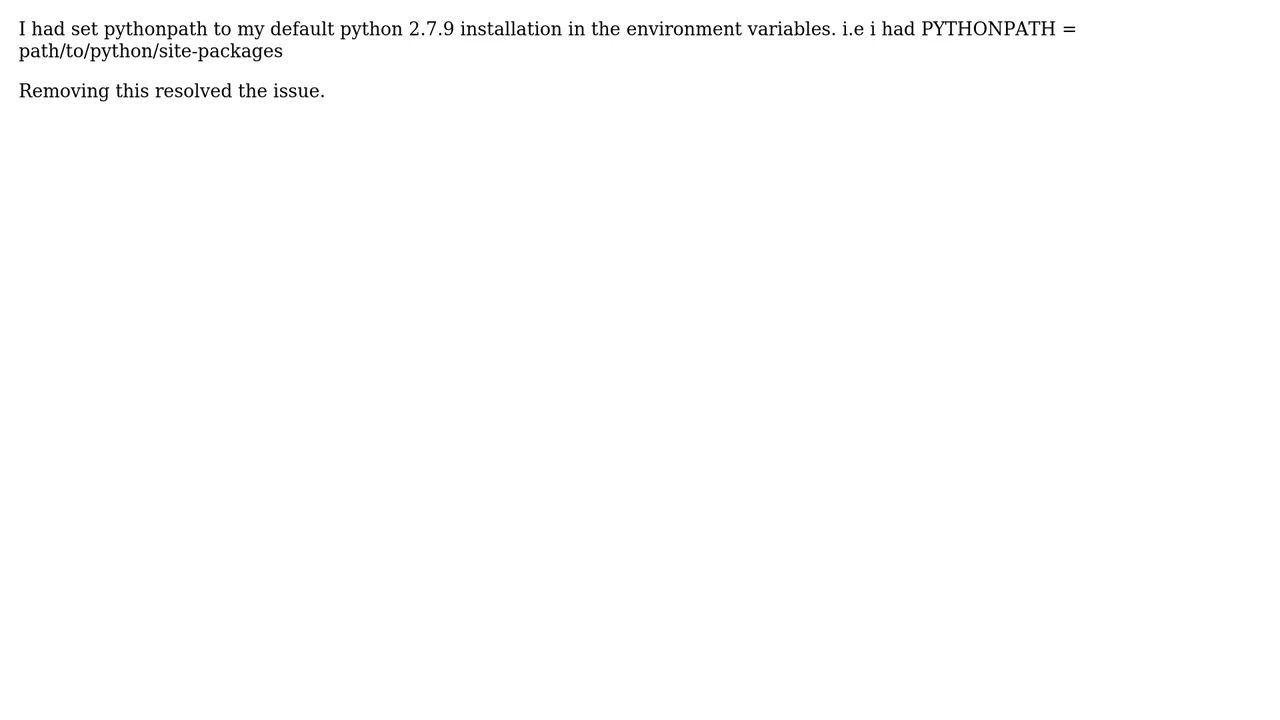 I had set pythonpath to my default python 2.7.9 installation in the environment variables. i.e i had PYTHONPATH =
path/to/python/site-packages
Removing this resolved the issue.